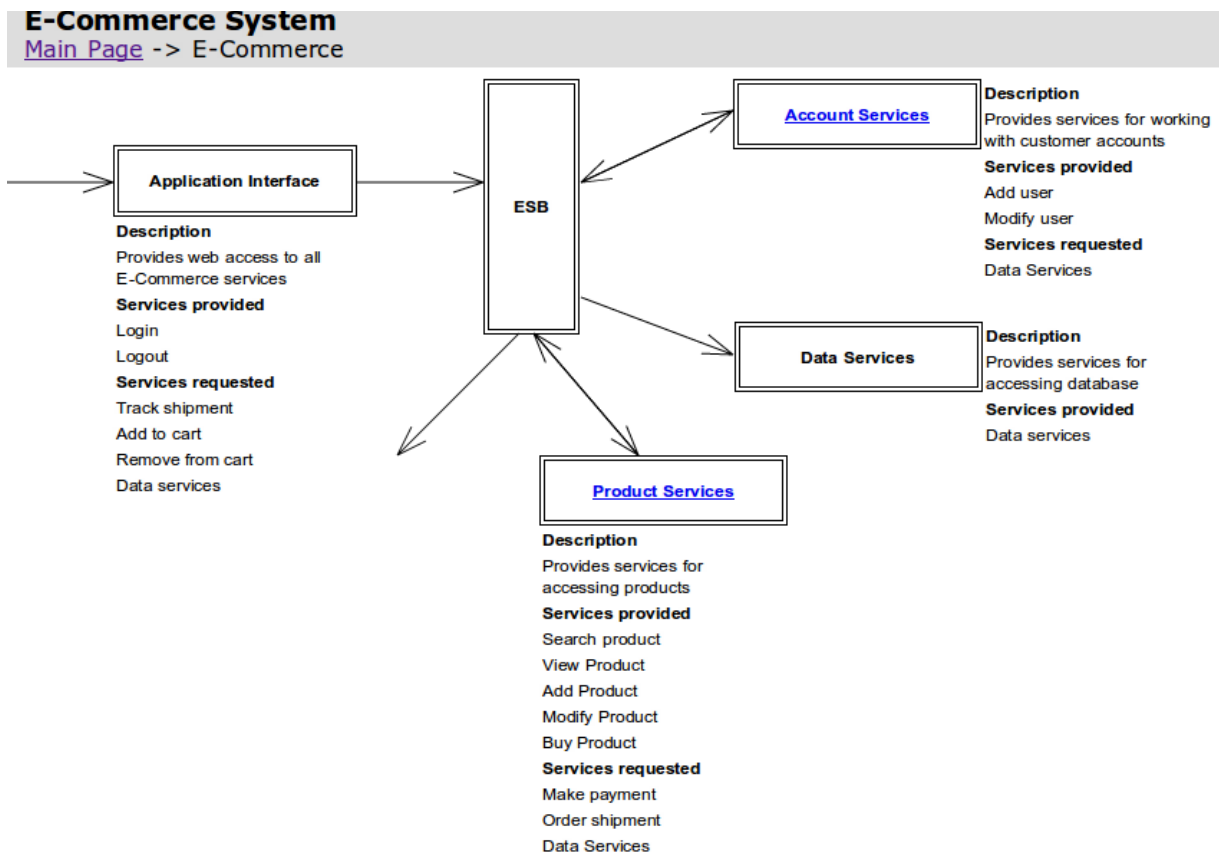 E-Commerce System
Main Page -> E-Commerce
Application Interface
Description
Provides web access to all
E-Commerce services
Services provided
Login
Logout
Services requested
Track shipment
Add to cart
Remove from cart
Data services
ESB
Account Services
Description
Provides services for working
with customer accounts
Services provided
Add user
Modify user
Services requested
Data Services
Data Services
Description
Provides services for
accessing database
Services provided
Data services
Product Services
Description
Provides services for
accessing products
Services provided
Search product
View Product
Add Product
Modify Product
Buy Product
Services requested
Make payment
Order shipment
Data Services